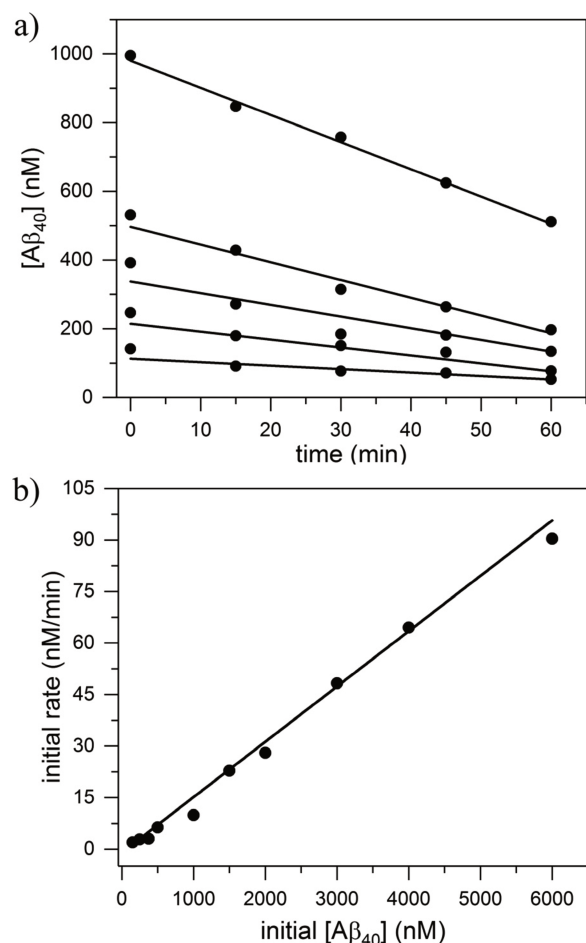 a)
1000
800
600
400
200
0
[Aβ₄₀] (nM)
0 10 20 30 40 50 60
time (min)
b)
105
90
75
60
45
30
15
0
initial rate (nM/min)
0 1000 2000 3000 4000 5000 6000
initial [Aβ₄₀] (nM)